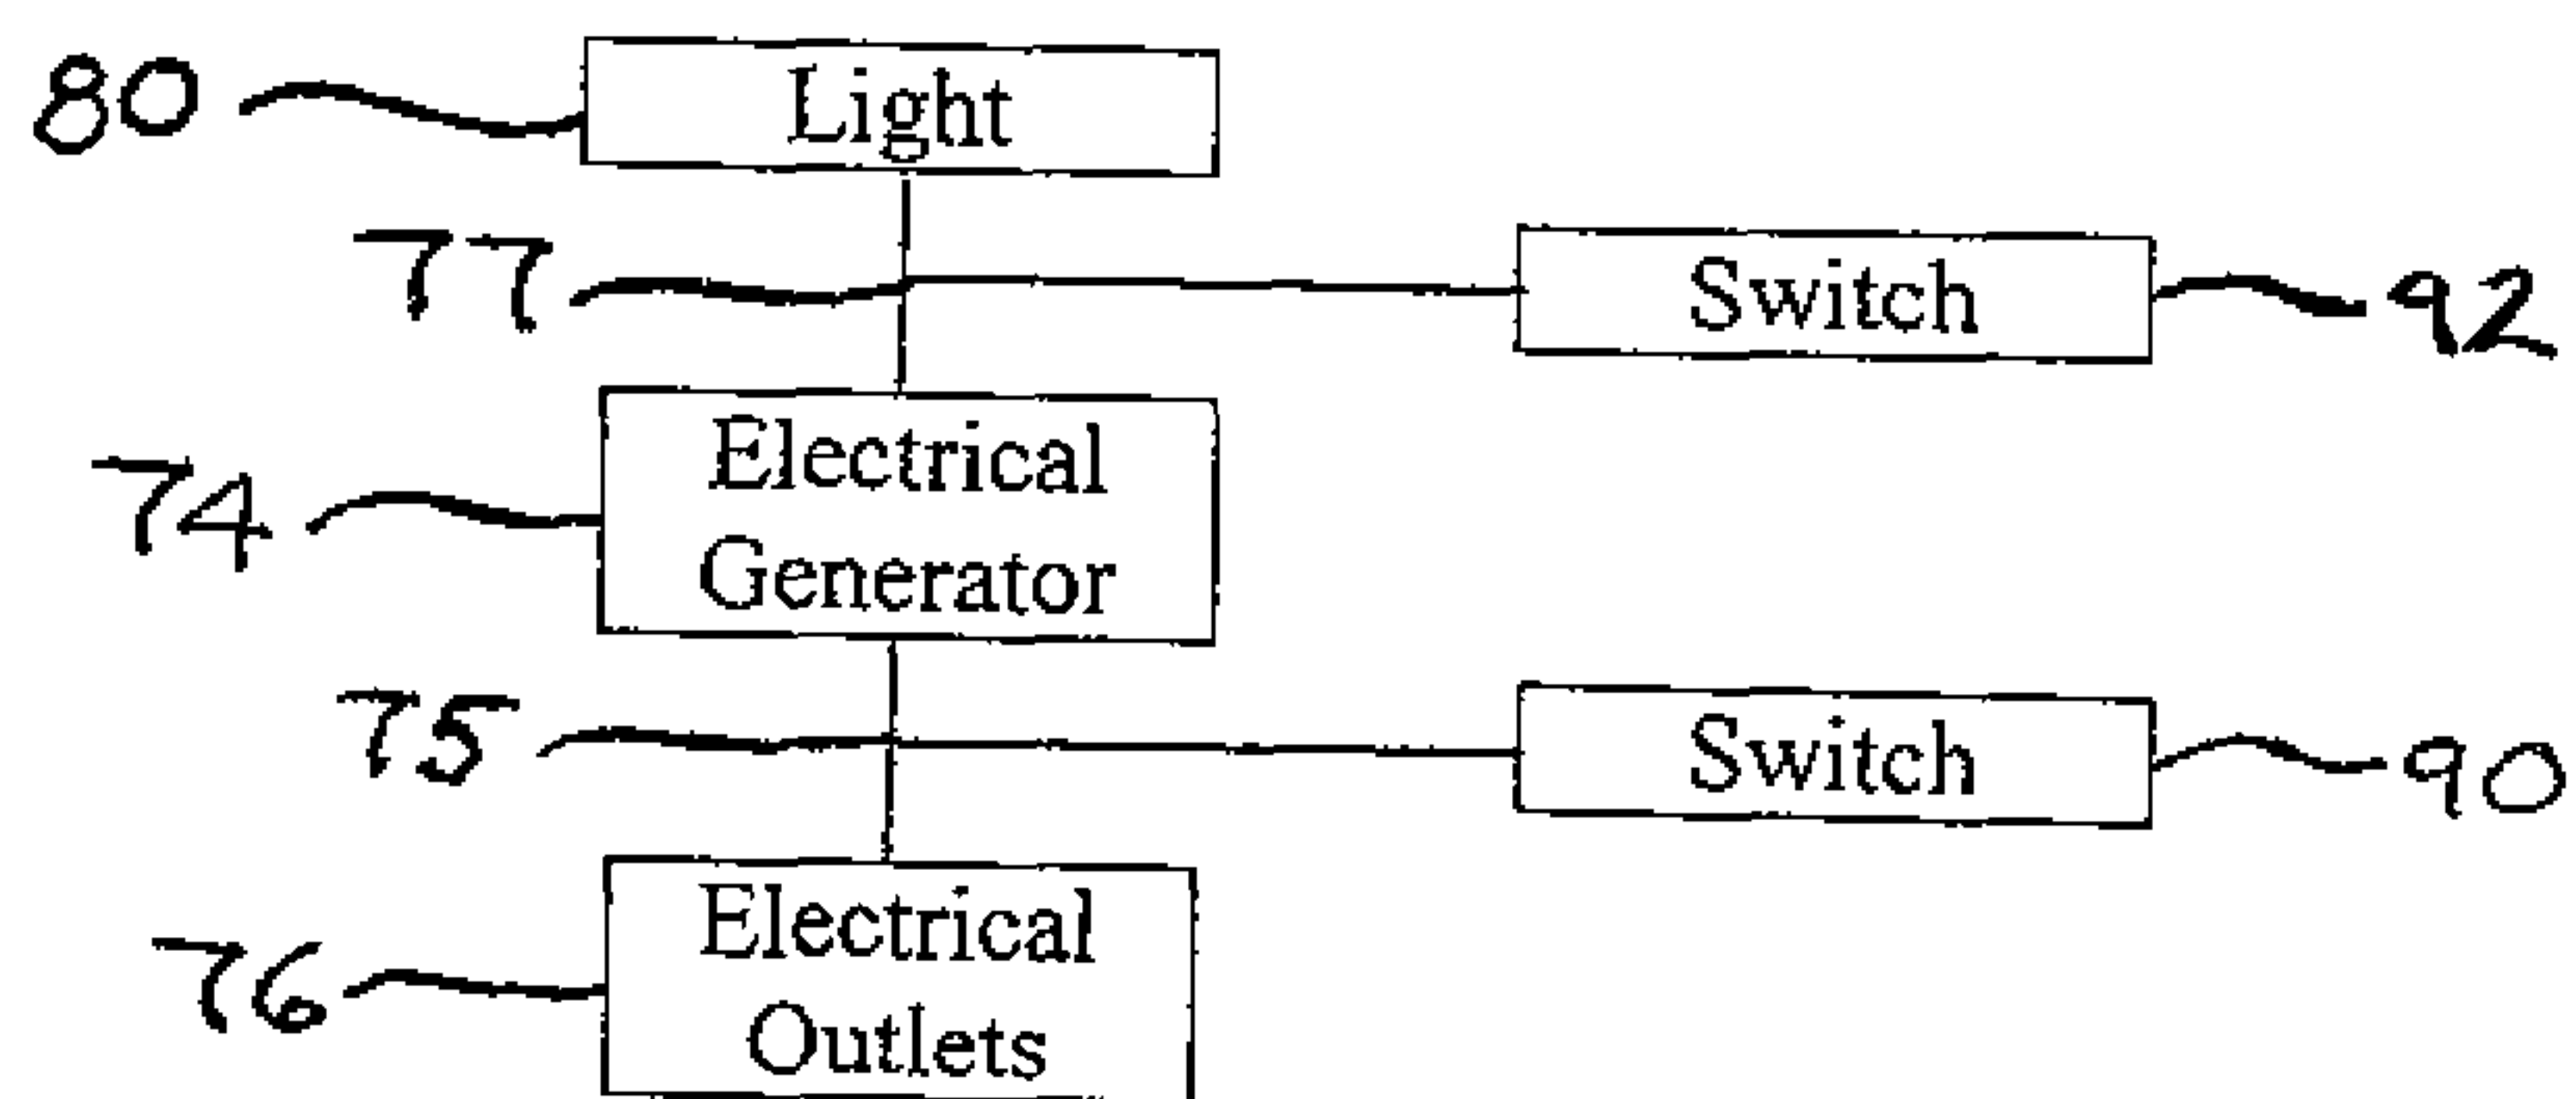 80
Light
77
Switch
92
74
Electrical
Generator
75
Switch
90
76
Electrical
Outlets